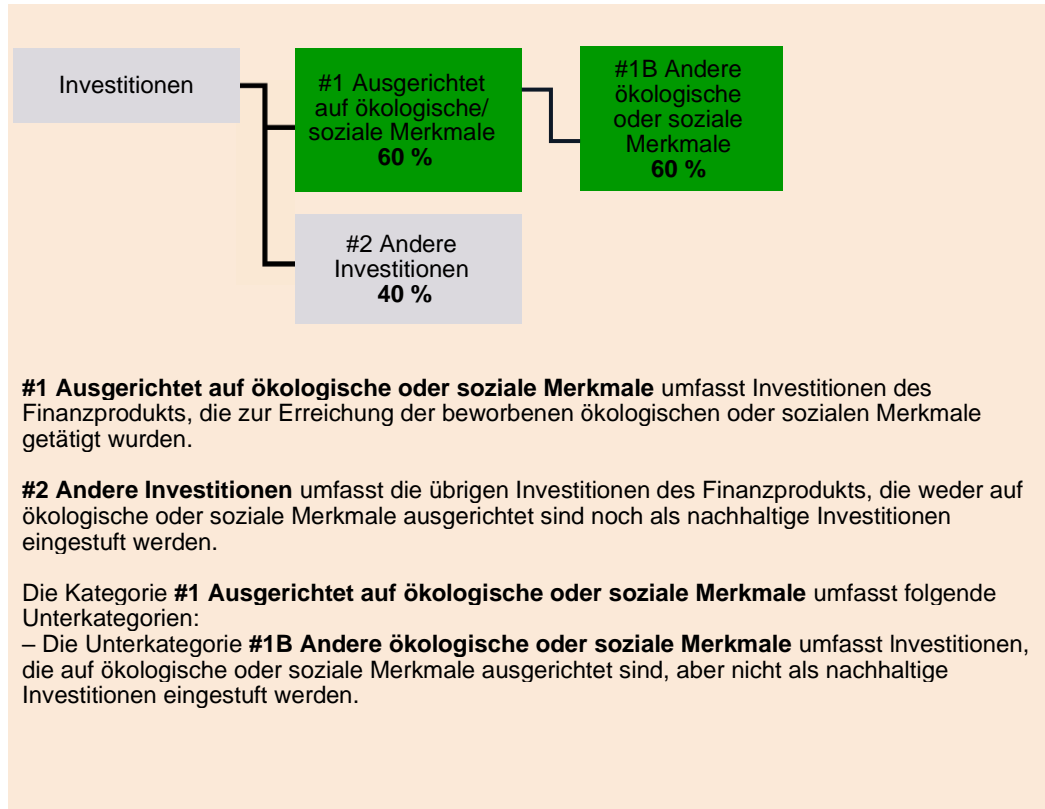 Investitionen
#1 Ausgerichtet
auf ökologische/
soziale Merkmale
60 %
#1B Andere
ökologische
oder soziale
Merkmale
60 %
#2 Andere
Investitionen
40 %
#1 Ausgerichtet auf ökologische oder soziale Merkmale umfasst Investitionen des
Finanzprodukts, die zur Erreichung der beworbenen ökologischen oder sozialen Merkmale
getätigt wurden.
#2 Andere Investitionen umfasst die übrigen Investitionen des Finanzprodukts, die weder auf
ökologische oder soziale Merkmale ausgerichtet sind noch als nachhaltige Investitionen
eingestuft werden.
Die Kategorie #1 Ausgerichtet auf ökologische oder soziale Merkmale umfasst folgende
Unterkategorien:
– Die Unterkategorie #1B Andere ökologische oder soziale Merkmale umfasst Investitionen,
die auf ökologische oder soziale Merkmale ausgerichtet sind, aber nicht als nachhaltige
Investitionen eingestuft werden.